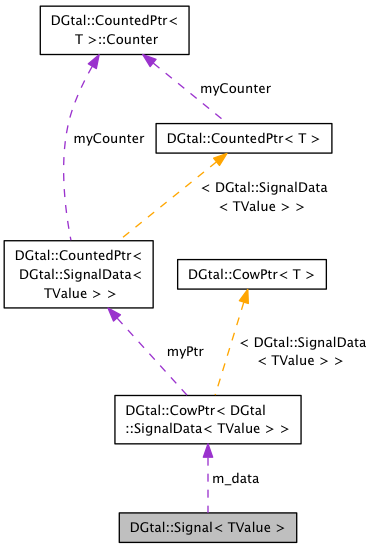 DGtal::CountedPtr<
T >::Counter
myCounter
myCounter
DGtal::CountedPtr< T >
< DGtal::SignalData
< TValue > >
DGtal::CountedPtr<
DGtal::SignalData<
TValue > >
DGtal::CowPtr< T >
myPtr
< DGtal::SignalData
< TValue > >
DGtal::CowPtr< DGtal
::SignalData< TValue > >
m_data
DGtal::Signal< TValue >